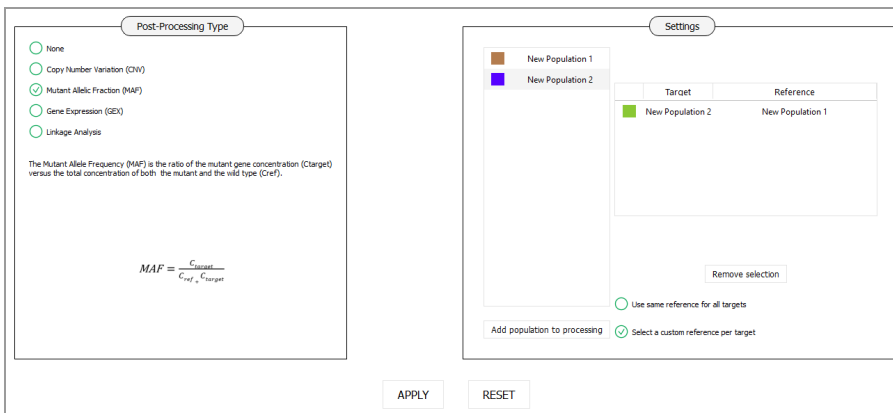 Post-Processing Type
None
Copy Number Variation (CNV)
Mutant Allelic Fraction (MAF)
Gene Expression (GEX)
Linkage Analysis
The Mutant Allele Frequency (MAF) is the ratio of the mutant gene concentration (Ctarget)
versus the total concentration of both the mutant and the wild type (Cref).
MAF = C_target / C_ref + C_target
Settings
New Population 1
New Population 2
Target Reference
New Population 2 New Population 1
Remove selection
Use same reference for all targets
Add population to processing
Select a custom reference per target
APPLY RESET